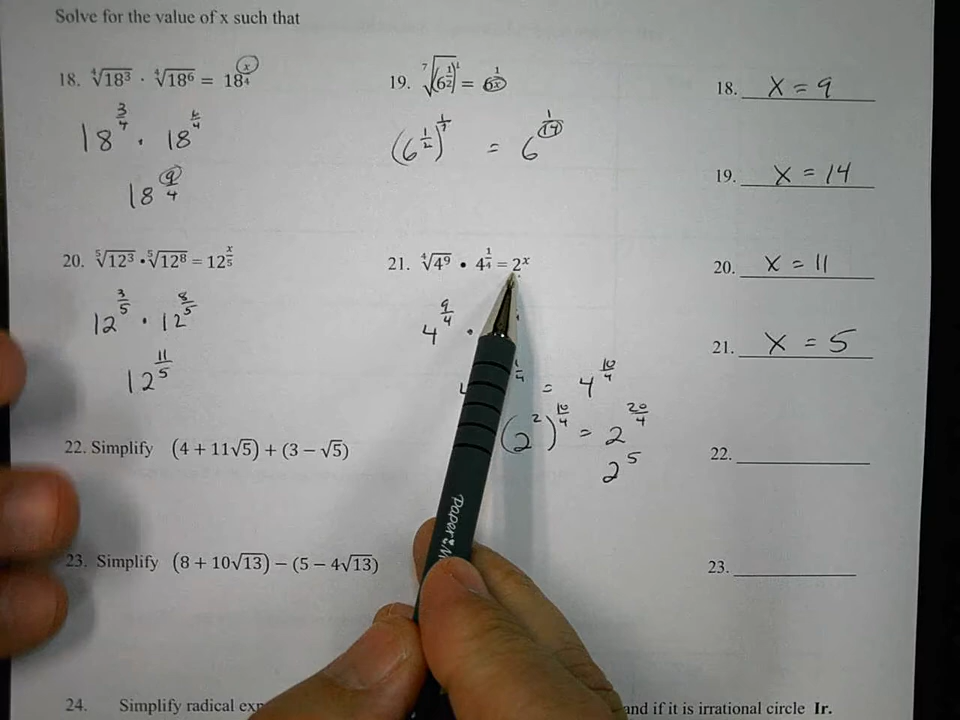 Solve for the value of x such that
18. ∜18³ · ∜18⁶ = 18^(x/4)
18^(3/4) · 18^(6/4)
18^(9/4)
19. ⁷√(6^(1/2))¹ = 6^(1/x)
(6^(1/2))^(1/7) = 6^(1/14)
18. x = 9
19. x = 14
20. ⁵√12³ • ⁵√12⁸ = 12^(x/5)
12^(3/5) · 12^(8/5)
12^(11/5)
21. ∜4⁹ • 4^(1/4) = 2ˣ
4^(9/4) ·
= 4^(10/4)
(2²)^(10/4) = 2^(20/4)
2⁵
20. x = 11
21. x = 5
22. Simplify (4 + 11√5) + (3 − √5)
22.
23. Simplify (8 + 10√13) − (5 − 4√13)
23.
24. Simplify radical and if it is irrational circle Ir.
paper